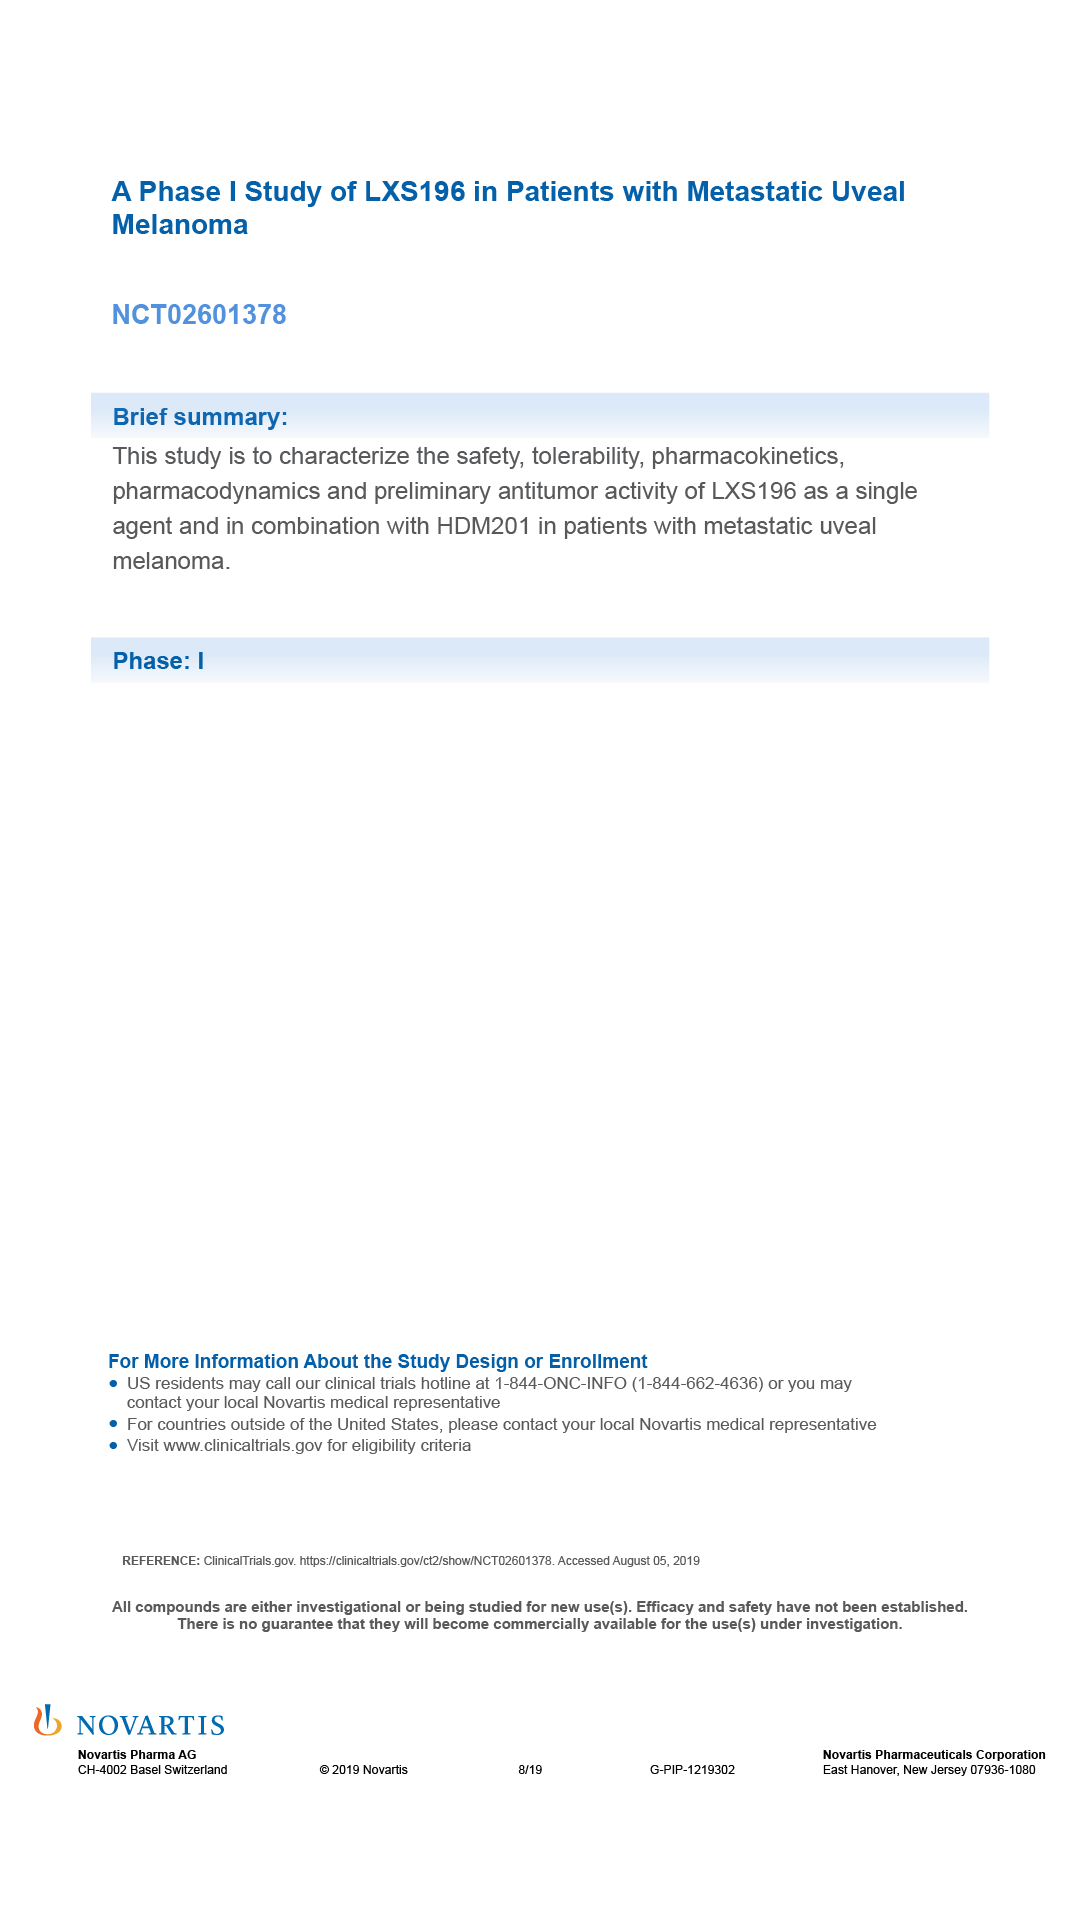 A Phase I Study of LXS196 in Patients with Metastatic Uveal
Melanoma
NCT02601378
Brief summary:
This study is to characterize the safety, tolerability, pharmacokinetics,
pharmacodynamics and preliminary antitumor activity of LXS196 as a single
agent and in combination with HDM201 in patients with metastatic uveal
melanoma.
Phase: I
For More Information About the Study Design or Enrollment
● US residents may call our clinical trials hotline at 1-844-ONC-INFO (1-844-662-4636) or you may
contact your local Novartis medical representative
● For countries outside of the United States, please contact your local Novartis medical representative
● Visit www.clinicaltrials.gov for eligibility criteria
REFERENCE: ClinicalTrials.gov. https://clinicaltrials.gov/ct2/show/NCT02601378. Accessed August 05, 2019
All compounds are either investigational or being studied for new use(s). Efficacy and safety have not been established.
There is no guarantee that they will become commercially available for the use(s) under investigation.
NOVARTIS
Novartis Pharma AG
CH-4002 Basel Switzerland
© 2019 Novartis
8/19
G-PIP-1219302
Novartis Pharmaceuticals Corporation
East Hanover, New Jersey 07936-1080